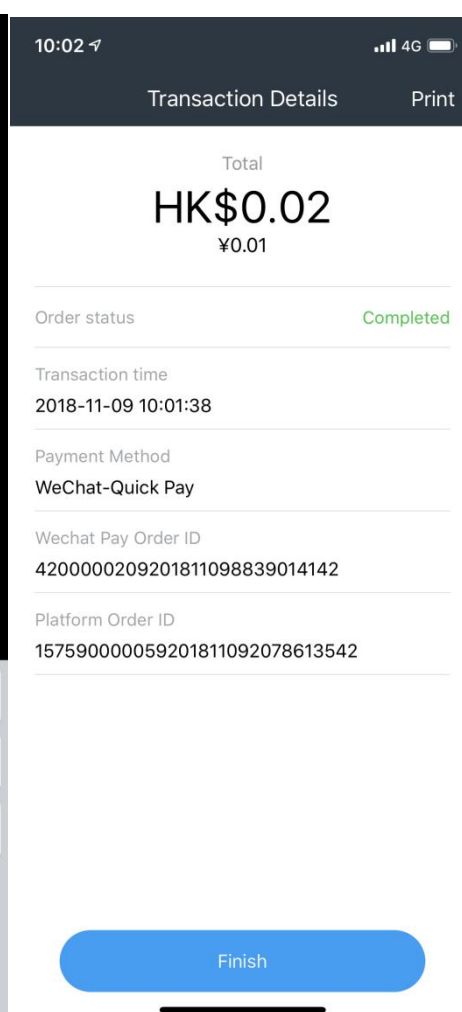 10:02
4G
Transaction Details
Print
Total
HK$0.02
¥0.01
Order status
Completed
Transaction time
2018-11-09 10:01:38
Payment Method
WeChat-Quick Pay
Wechat Pay Order ID
4200000209201811098839014142
Platform Order ID
157590000059201811092078613542
Finish